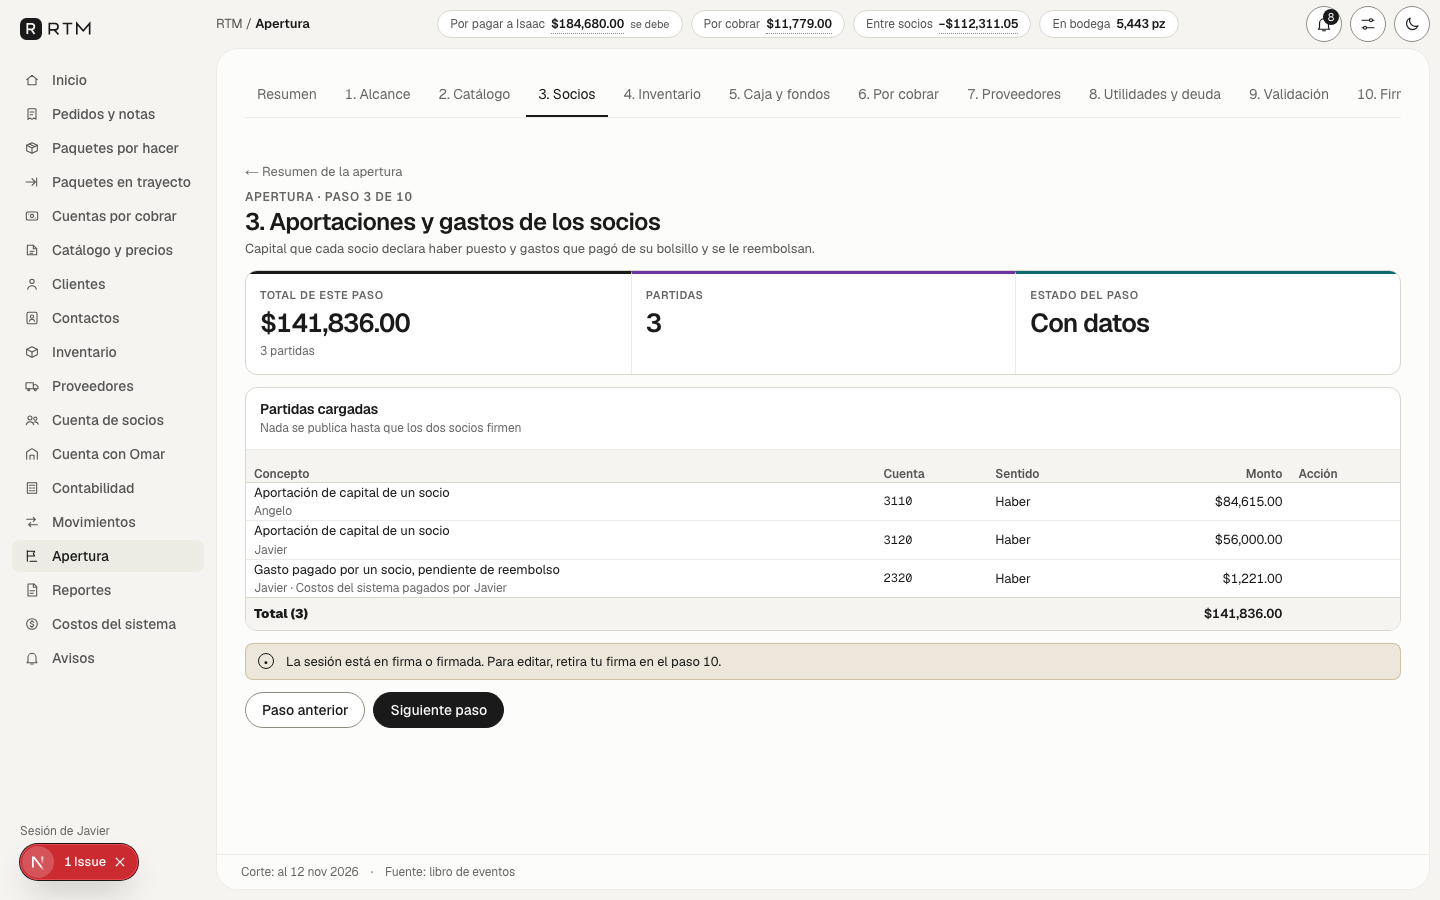 R RTM
RTM / Apertura
Por pagar a Isaac $184,680.00 se debe
Por cobrar $11,779.00
Entre socios −$112,311.05
En bodega 5,443 pz
8
Inicio
Pedidos y notas
Paquetes por hacer
Paquetes en trayecto
Cuentas por cobrar
Catálogo y precios
Clientes
Contactos
Inventario
Proveedores
Cuenta de socios
Cuenta con Omar
Contabilidad
Movimientos
Apertura
Reportes
Costos del sistema
Avisos
Sesión de Javier
N 1 Issue
Resumen 1. Alcance 2. Catálogo 3. Socios 4. Inventario 5. Caja y fondos 6. Por cobrar 7. Proveedores 8. Utilidades y deuda 9. Validación 10. Firr
← Resumen de la apertura
APERTURA · PASO 3 DE 10
3. Aportaciones y gastos de los socios
Capital que cada socio declara haber puesto y gastos que pagó de su bolsillo y se le reembolsan.
TOTAL DE ESTE PASO
$141,836.00
3 partidas
PARTIDAS
3
ESTADO DEL PASO
Con datos
Partidas cargadas
Nada se publica hasta que los dos socios firmen
Concepto Cuenta Sentido Monto Acción
Aportación de capital de un socio 3110 Haber $84,615.00
Angelo
Aportación de capital de un socio 3120 Haber $56,000.00
Javier
Gasto pagado por un socio, pendiente de reembolso 2320 Haber $1,221.00
Javier · Costos del sistema pagados por Javier
Total (3) $141,836.00
La sesión está en firma o firmada. Para editar, retira tu firma en el paso 10.
Paso anterior Siguiente paso
Corte: al 12 nov 2026 · Fuente: libro de eventos